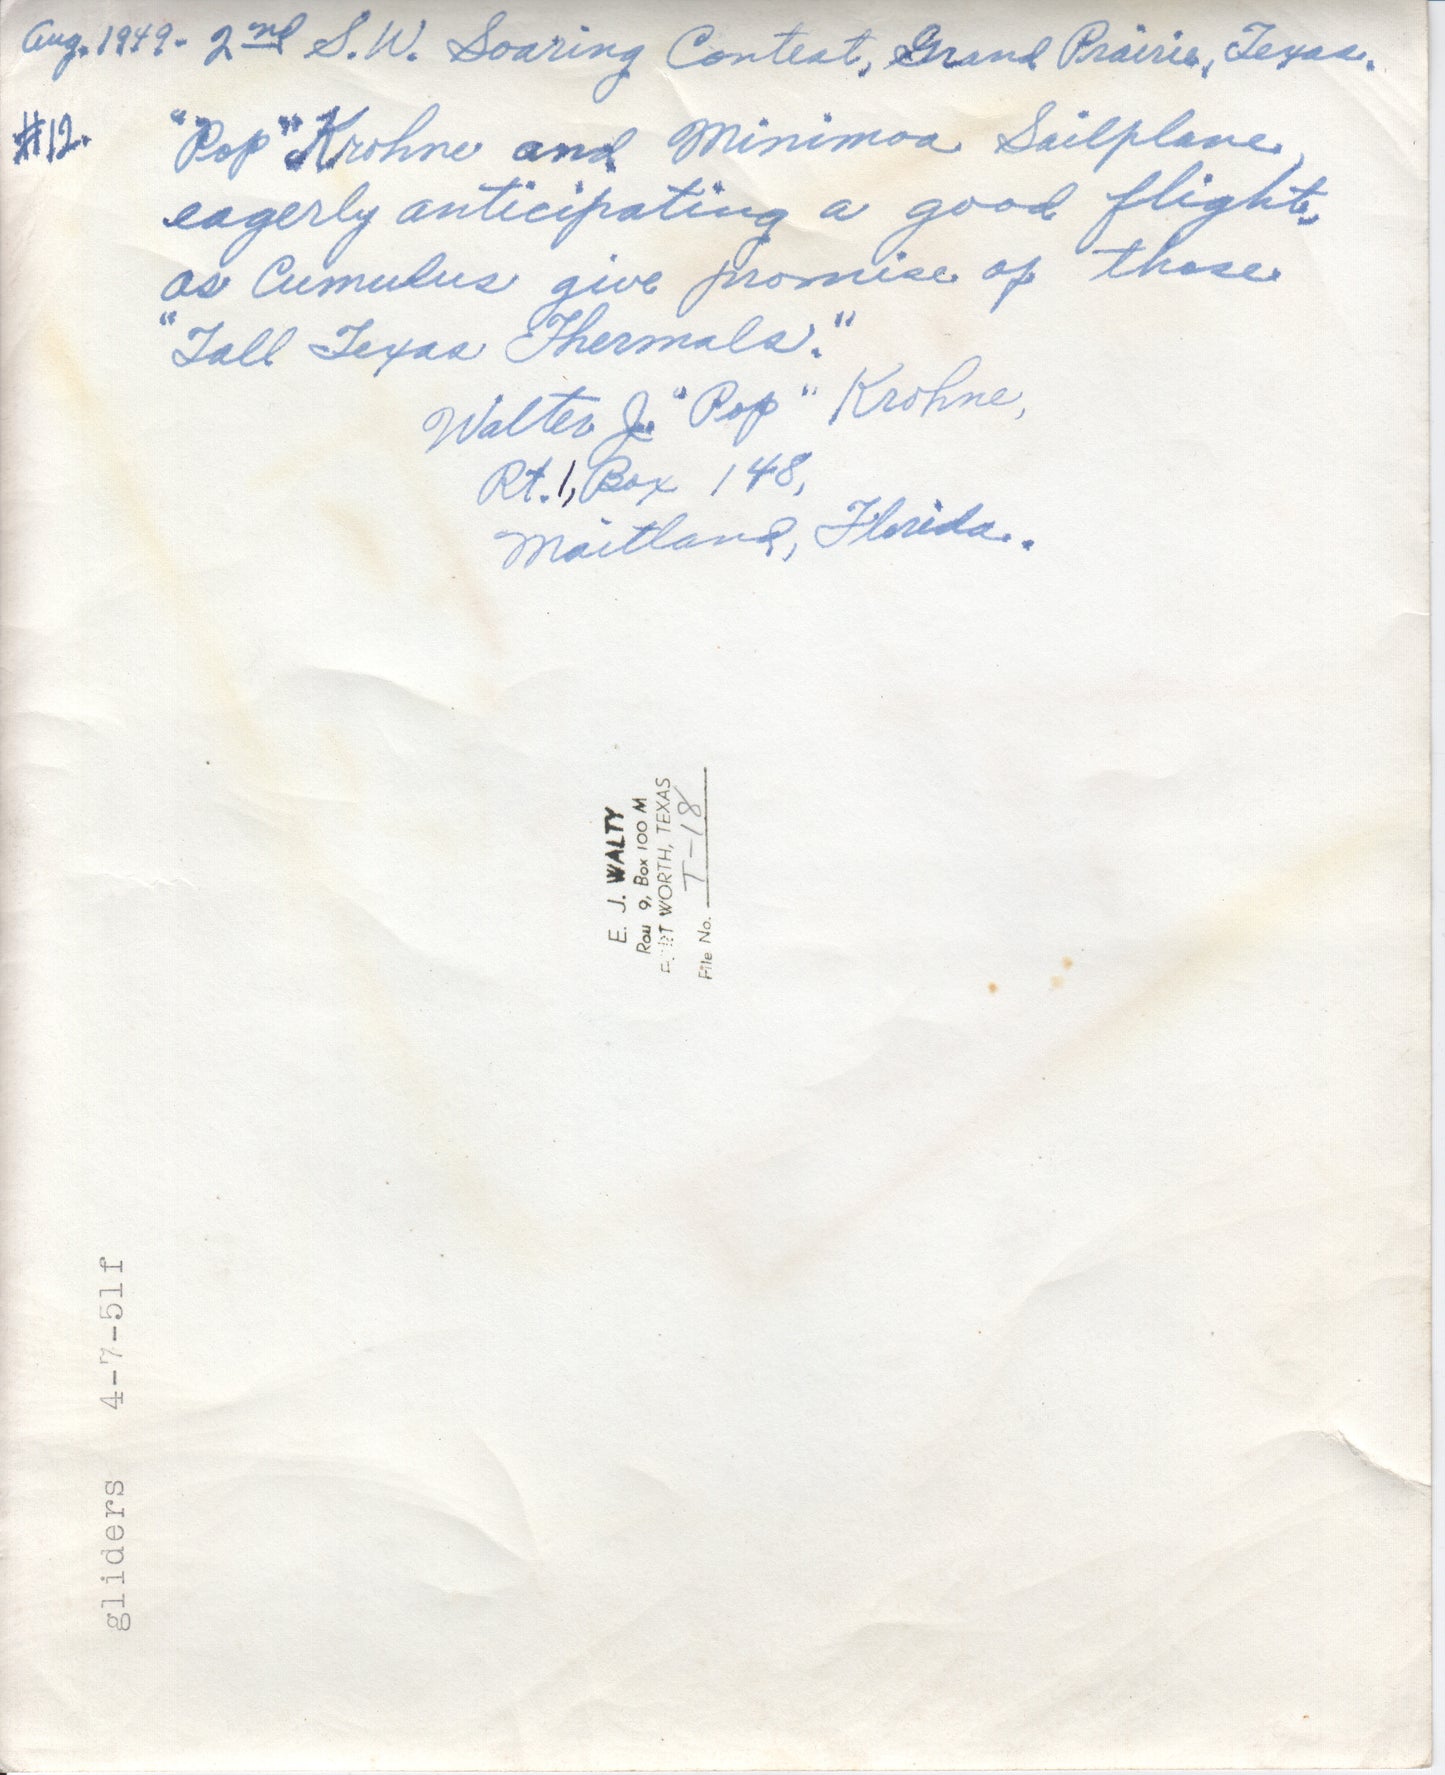 Aug. 1949- 2nd S.W. Soaring Contest, Grand Prairie, Texas.
#12. "Pop" Krohne and Minimoa Sailplane,
eagerly anticipating a good flight,
as Cumulus give promise of those
"Tall Texas Thermals."
Walter J. "Pop" Krohne,
Rt. 1, Box 148,
Maitland, Florida.
E. J. WALTY
Rou 9, Box 100 M
WORTH, TEXAS
File No. T-18
gliders 4-7-51f